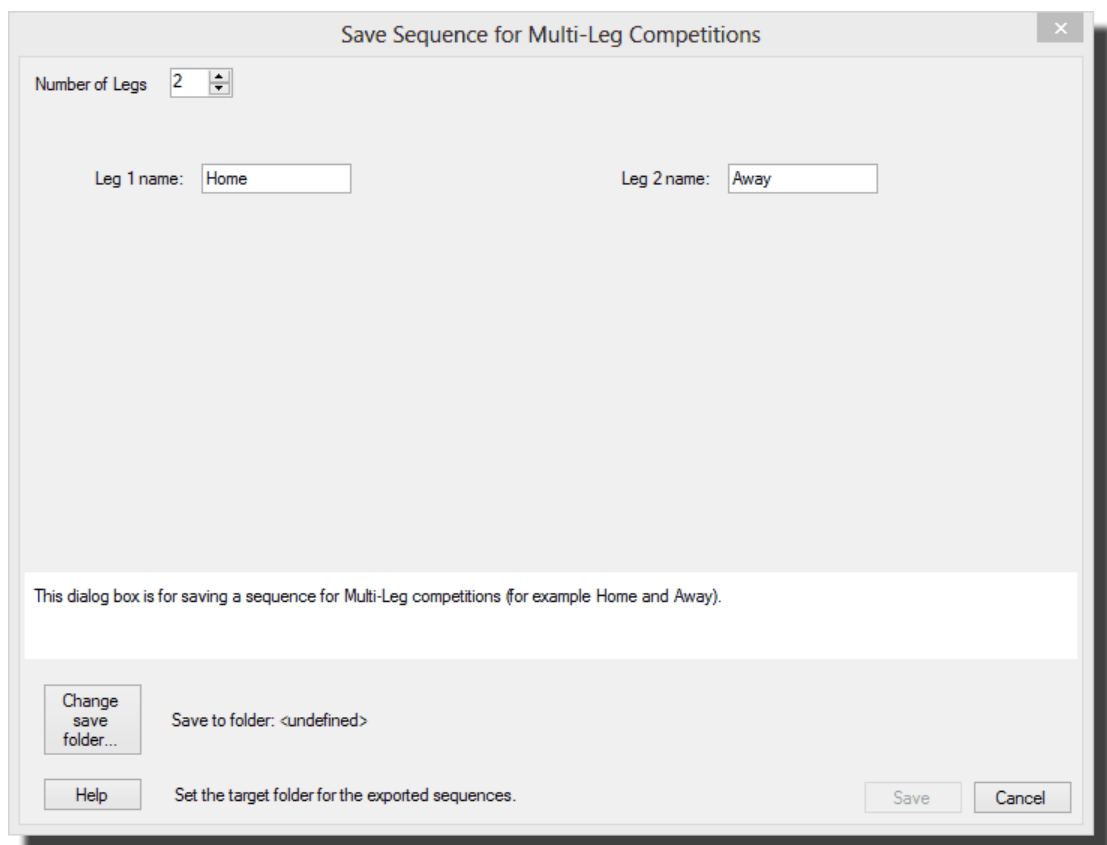 Save Sequence for Multi-Leg Competitions
Number of Legs 2
Leg 1 name: Home Leg 2 name: Away
This dialog box is for saving a sequence for Multi-Leg competitions (for example Home and Away).
Change
save
folder...
Save to folder: <undefined>
Help Set the target folder for the exported sequences. Save Cancel